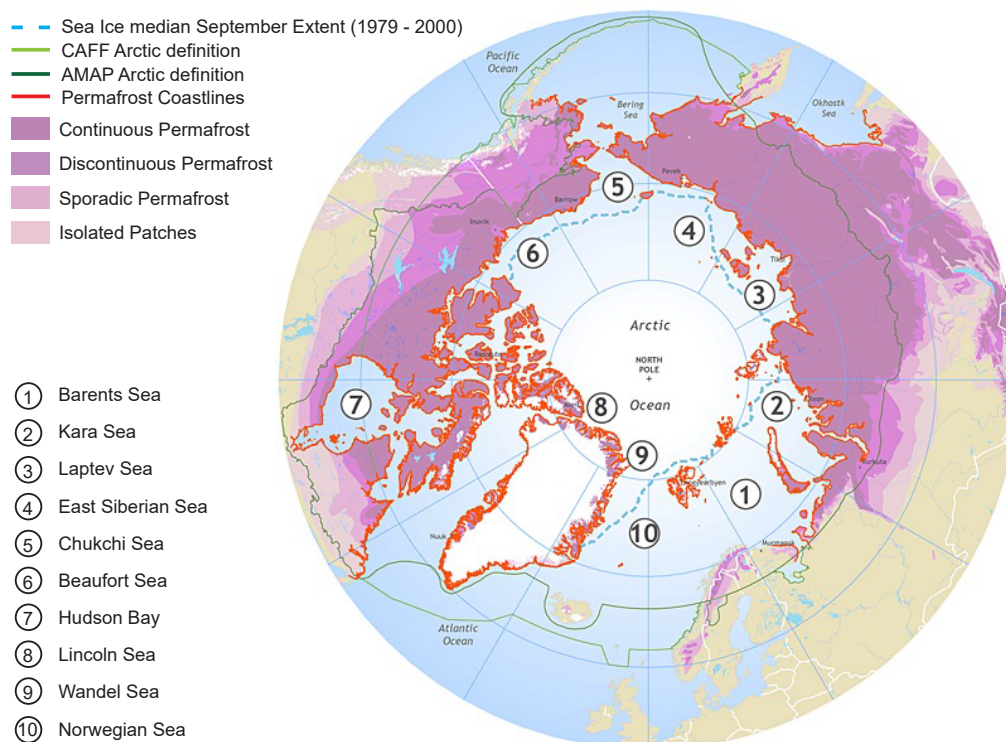 Sea Ice median September Extent (1979 - 2000)
CAFF Arctic definition
AMAP Arctic definition
Permafrost Coastlines
Continuous Permafrost
Discontinuous Permafrost
Sporadic Permafrost
Isolated Patches
1 Barents Sea
2 Kara Sea
3 Laptev Sea
4 East Siberian Sea
5 Chukchi Sea
6 Beaufort Sea
7 Hudson Bay
8 Lincoln Sea
9 Wandel Sea
10 Norwegian Sea
Pacific
Ocean
Bering
Sea
Okhostk
Sea
Pevek
5
Barrow
4
Inuvik
6
Tiksi
3
Arctic
NORTH
POLE
Ocean
Resolute
7
8
2
Dixon
9
Vorkuta
Longyearbyen
1
10
Nuuk
Murmansk
Atlantic
Ocean